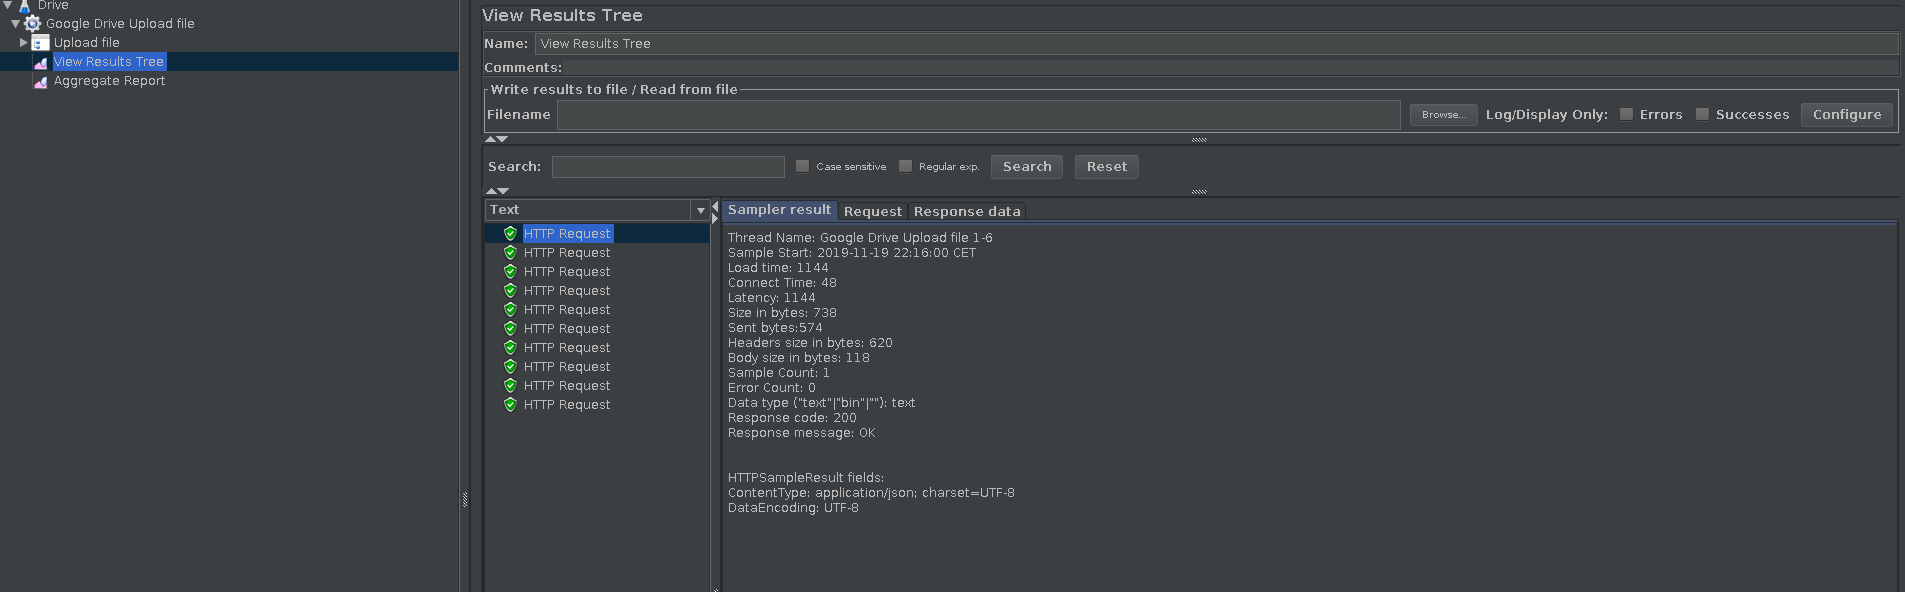 Drive
Google Drive Upload file
Upload file
View Results Tree
Aggregate Report
View Results Tree
Name: View Results Tree
Comments:
Write results to file / Read from file
Filename Browse... Log/Display Only: Errors Successes Configure
Search: Case sensitive Regular exp. Search Reset
Text
HTTP Request
HTTP Request
HTTP Request
HTTP Request
HTTP Request
HTTP Request
HTTP Request
HTTP Request
HTTP Request
HTTP Request
Sampler result Request Response data
Thread Name: Google Drive Upload file 1-6
Sample Start: 2019-11-19 22:16:00 CET
Load time: 1144
Connect Time: 48
Latency: 1144
Size in bytes: 738
Sent bytes:574
Headers size in bytes: 620
Body size in bytes: 118
Sample Count: 1
Error Count: 0
Data type ("text"|"bin"|""): text
Response code: 200
Response message: OK
HTTPSampleResult fields:
ContentType: application/json; charset=UTF-8
DataEncoding: UTF-8